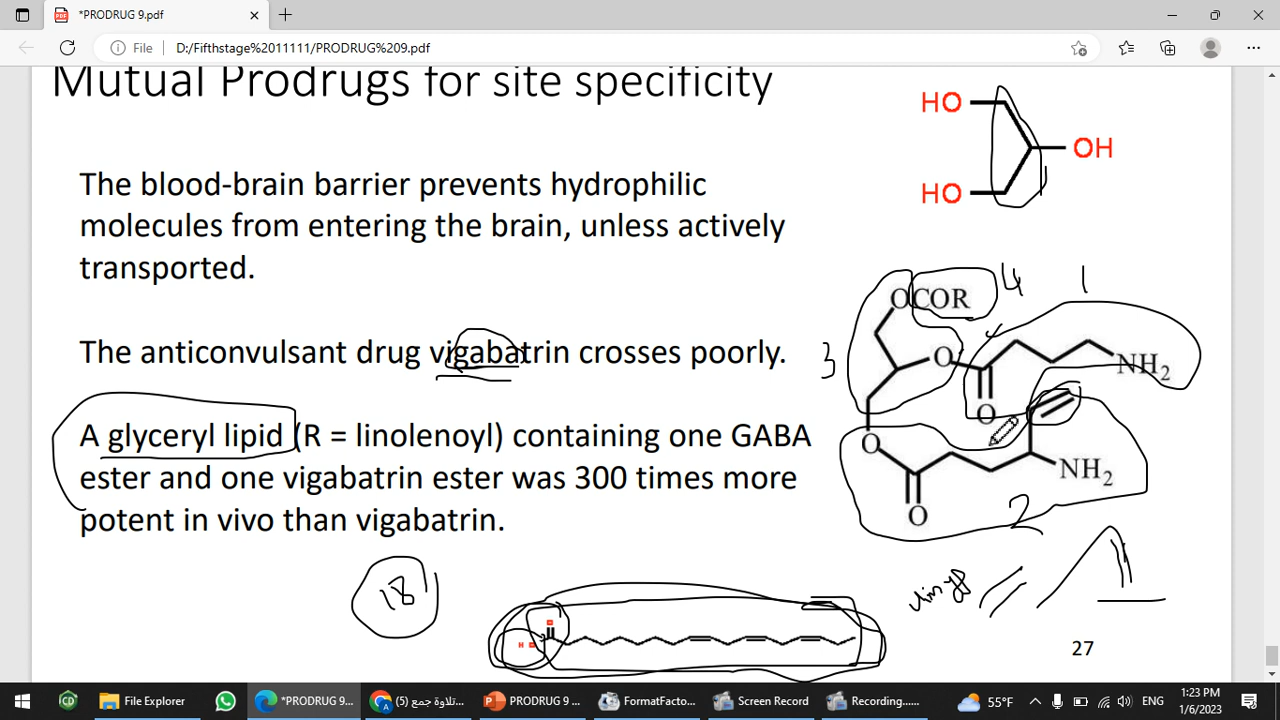 *PRODRUG 9.pdf
File
D:/Fifthstage%2011111/PRODRUG%209.pdf
Mutual Prodrugs for site specificity
HO
OH
HO
The blood-brain barrier prevents hydrophilic
molecules from entering the brain, unless actively
transported.
The anticonvulsant drug vigabatrin crosses poorly.
A glyceryl lipid (R = linolenoyl) containing one GABA
ester and one vigabatrin ester was 300 times more
potent in vivo than vigabatrin.
OCOR
4
1
3
O
NH2
O
O
NH2
O
2
18
H
27
File Explorer
*PRODRUG 9.pdf...
(5) تلاوة جمع...
PRODRUG 9 ...
FormatFacto...
Screen Record
Recording......
55°F
ENG
1:23 PM
1/6/2023